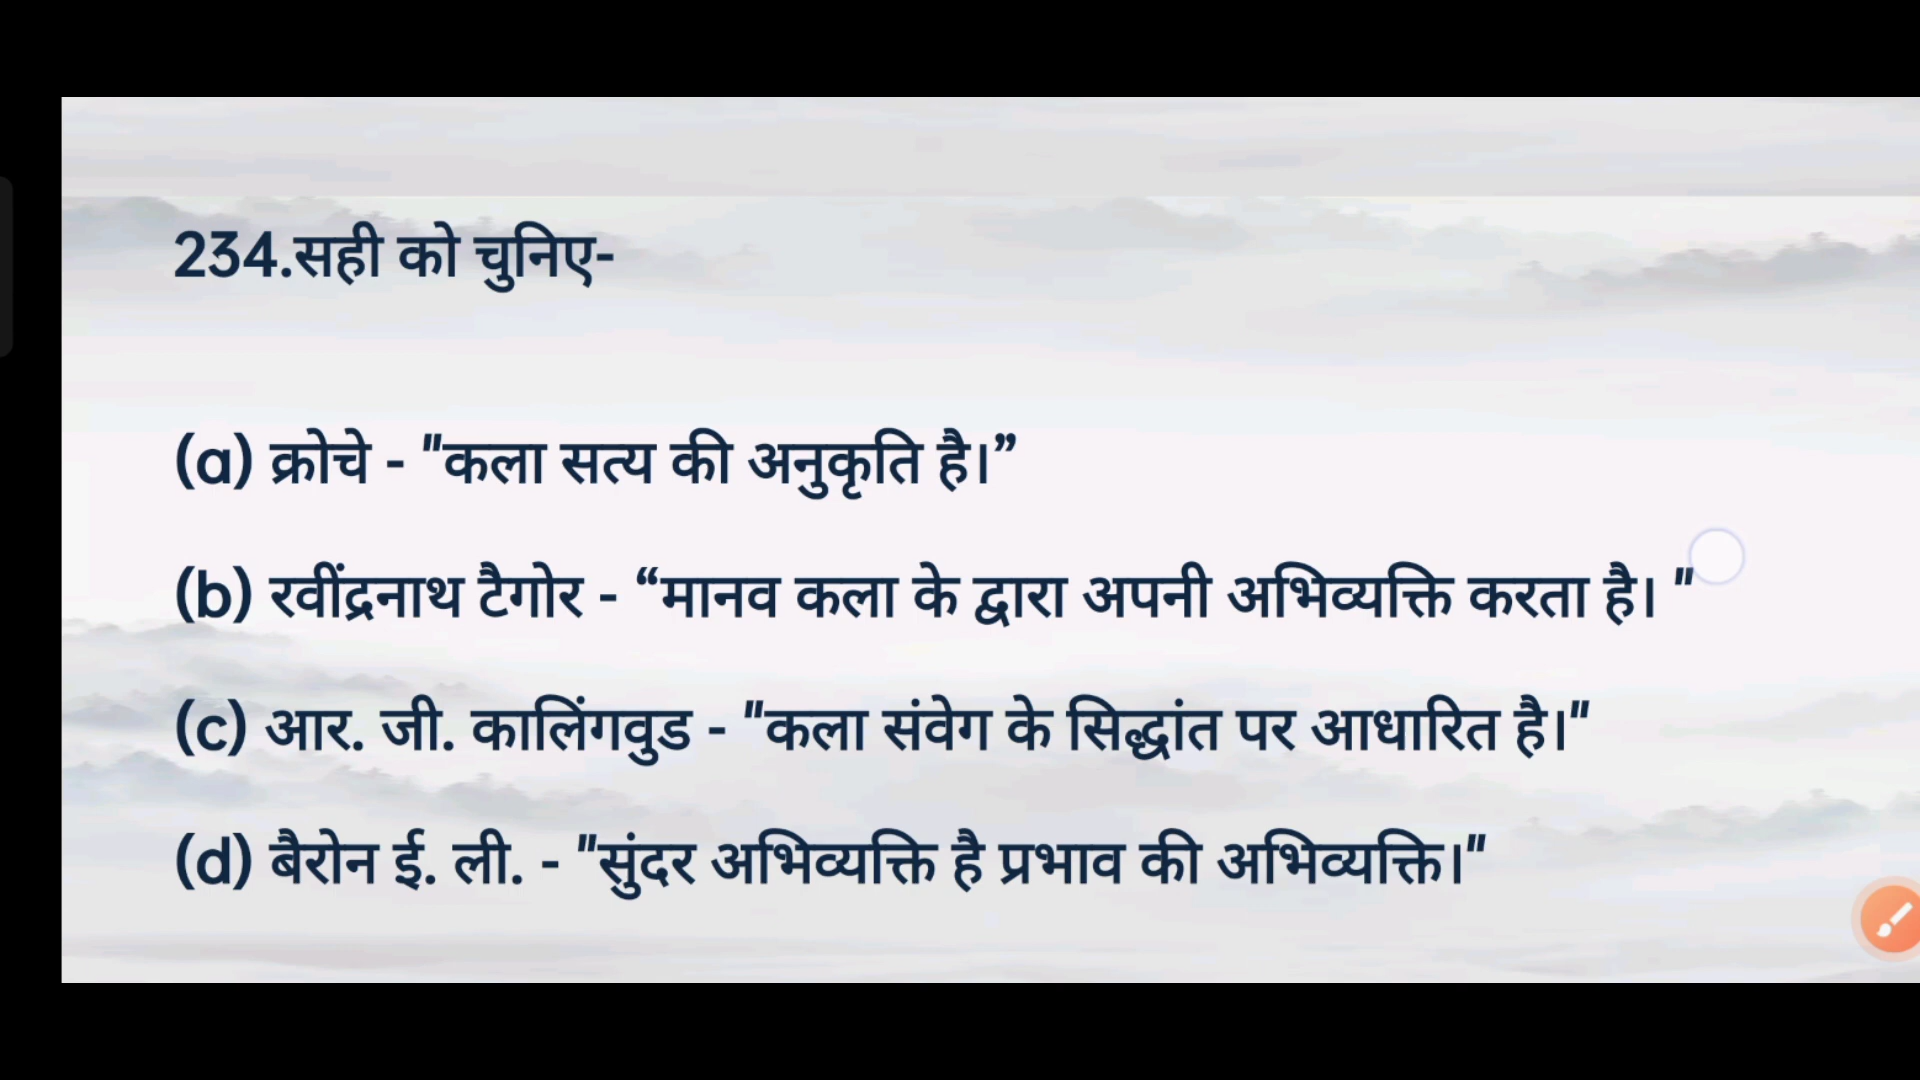 234.सही को चुनिए-
(a) क्रोचे - "कला सत्य की अनुकृति है।”
(b) रवींद्रनाथ टैगोर - “मानव कला के द्वारा अपनी अभिव्यक्ति करता है। "
(c) आर. जी. कालिंगवुड - "कला संवेग के सिद्धांत पर आधारित है।"
(d) बैरोन ई. ली. - "सुंदर अभिव्यक्ति है प्रभाव की अभिव्यक्ति।"